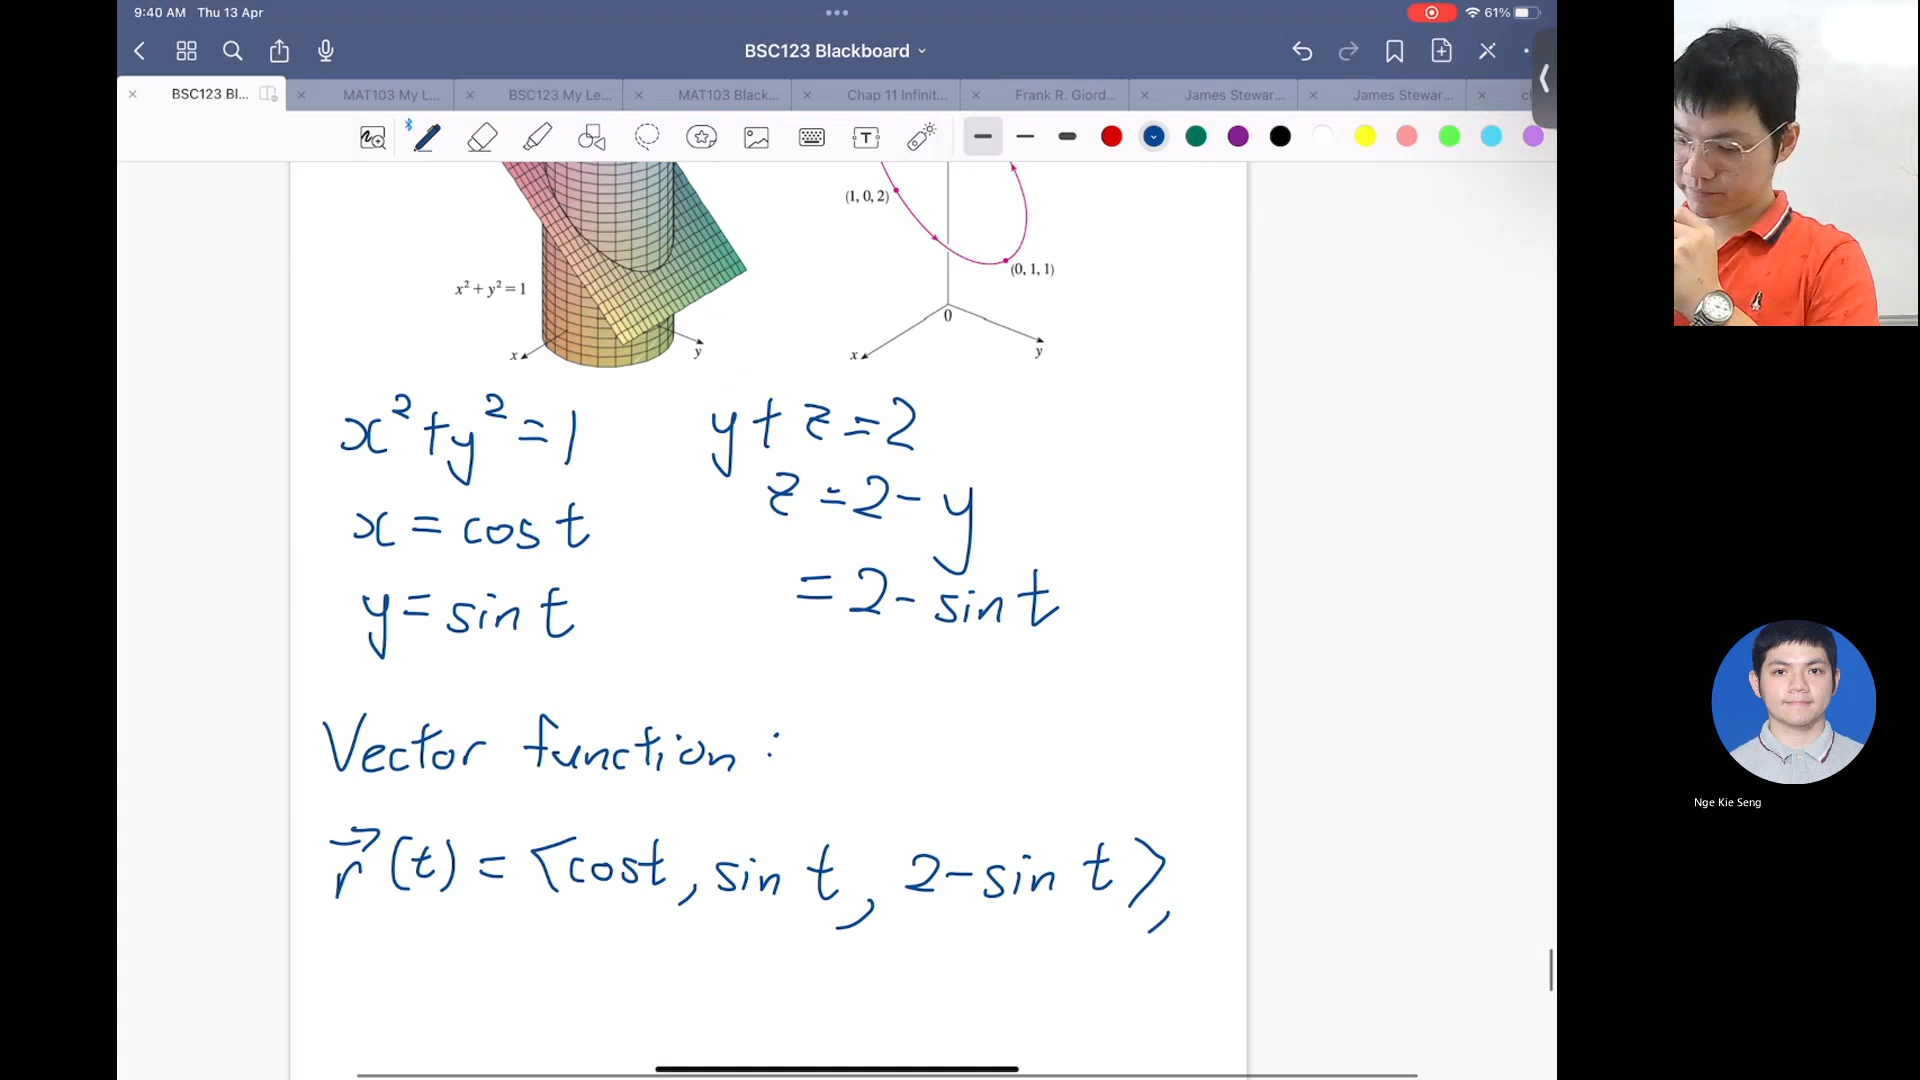 9:40 AM Thu 13 Apr
61%
BSC123 Blackboard
BSC123 Bl...
MAT103 My L...
BSC123 My Le...
MAT103 Black...
Chap 11 Infinit...
Frank R. Giord...
James Stewar...
James Stewar...
(1, 0, 2)
(0, 1, 1)
x² + y² = 1
0
x
y
x
y
x² + y² = 1
y + z = 2
z = 2 - y
x = cos t
= 2 - sin t
y = sin t
Vector function :
r⃗ (t) = ⟨cos t, sin t, 2 - sin t⟩,
Nge Kie Seng